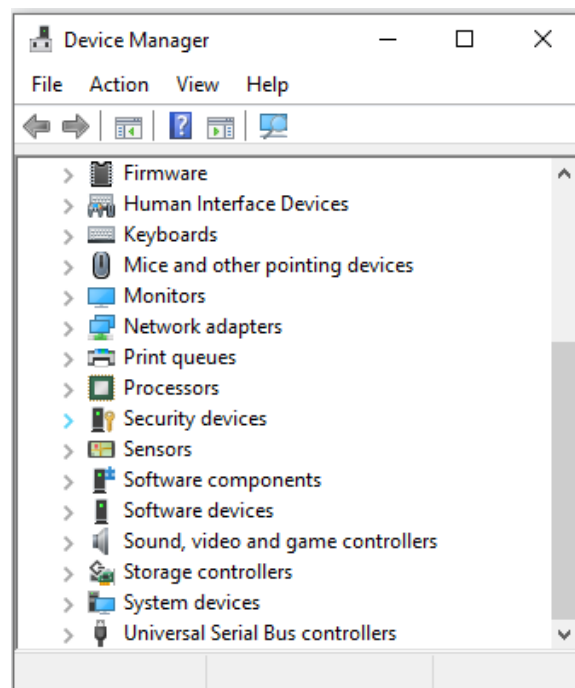 Device Manager
File Action View Help
Firmware
Human Interface Devices
Keyboards
Mice and other pointing devices
Monitors
Network adapters
Print queues
Processors
Security devices
Sensors
Software components
Software devices
Sound, video and game controllers
Storage controllers
System devices
Universal Serial Bus controllers